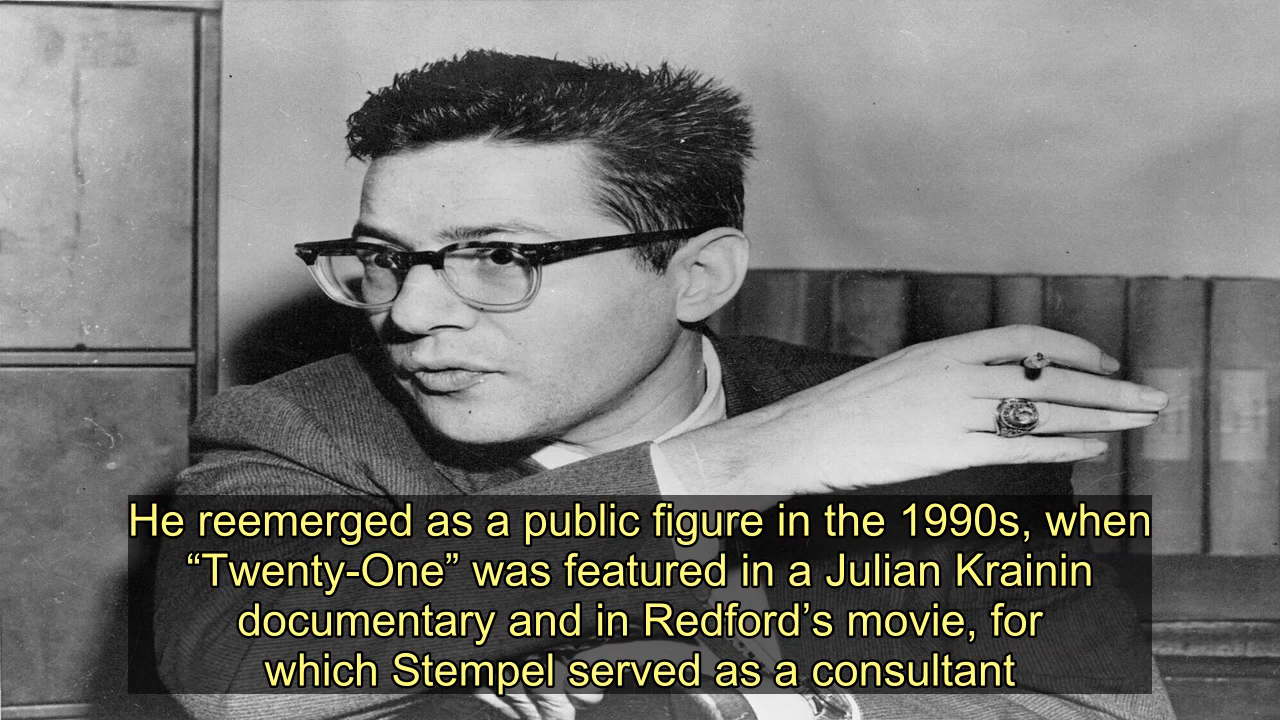 He reemerged as a public figure in the 1990s, when
“Twenty-One” was featured in a Julian Krainin
documentary and in Redford’s movie, for
which Stempel served as a consultant